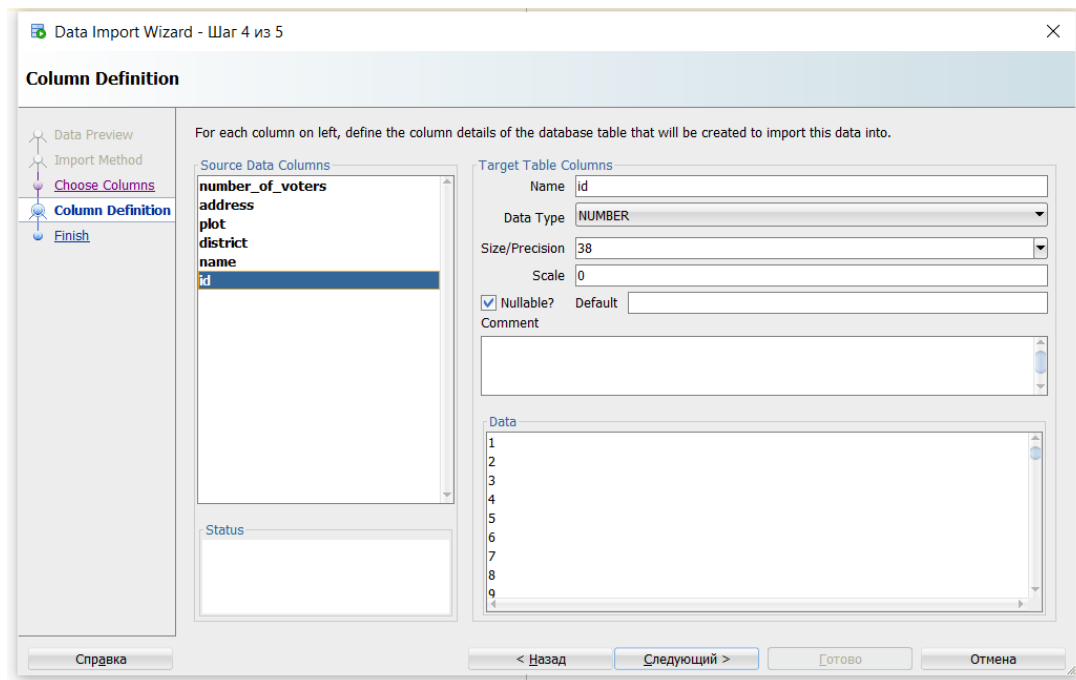 Data Import Wizard - Шаг 4 из 5
Column Definition
Data Preview
Import Method
Choose Columns
Column Definition
Finish
For each column on left, define the column details of the database table that will be created to import this data into.
Source Data Columns
number_of_voters
address
plot
district
name
id
Status
Target Table Columns
Name id
Data Type NUMBER
Size/Precision 38
Scale 0
Nullable? Default
Comment
Data
1
2
3
4
5
6
7
8
9
Справка
< Назад
Следующий >
Готово
Отмена